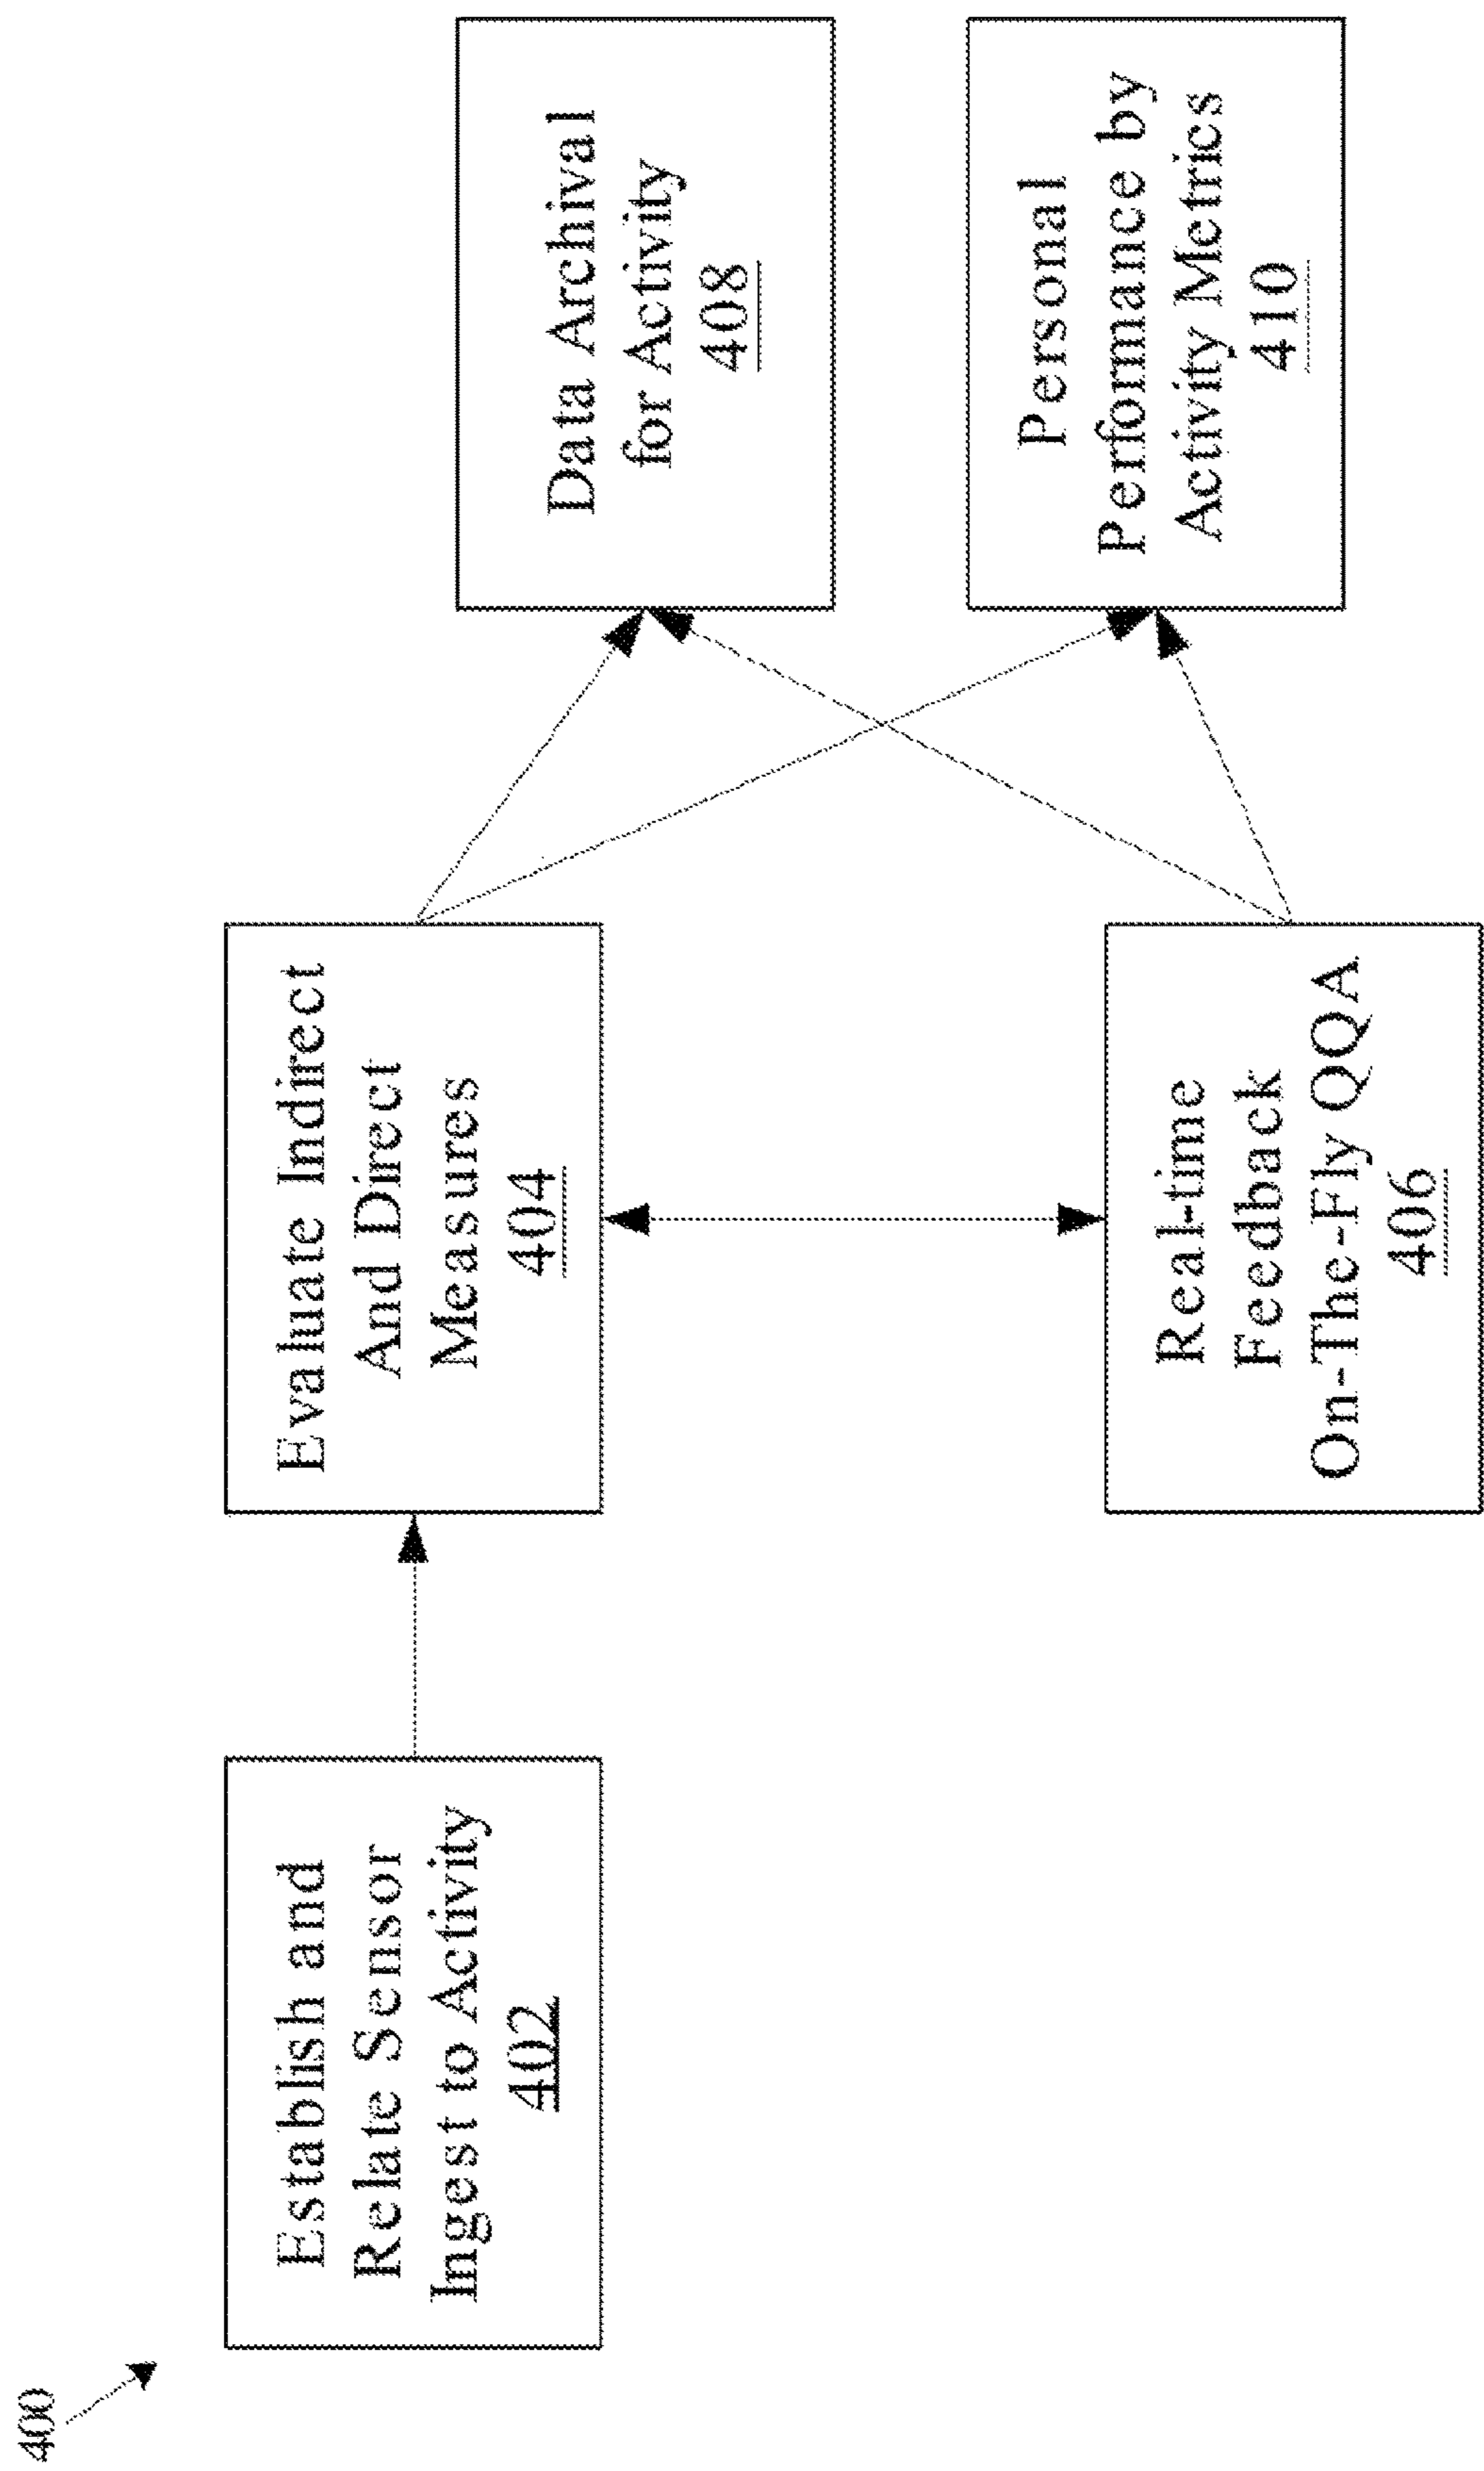 400
Establish and
Relate Sensor
Ingest to Activity
402
Evaluate Indirect
And Direct
Measures
404
Real-time
Feedback
On-The-Fly QQA
406
Data Archival
for Activity
408
Personal
Performance by
Activity Metrics
410